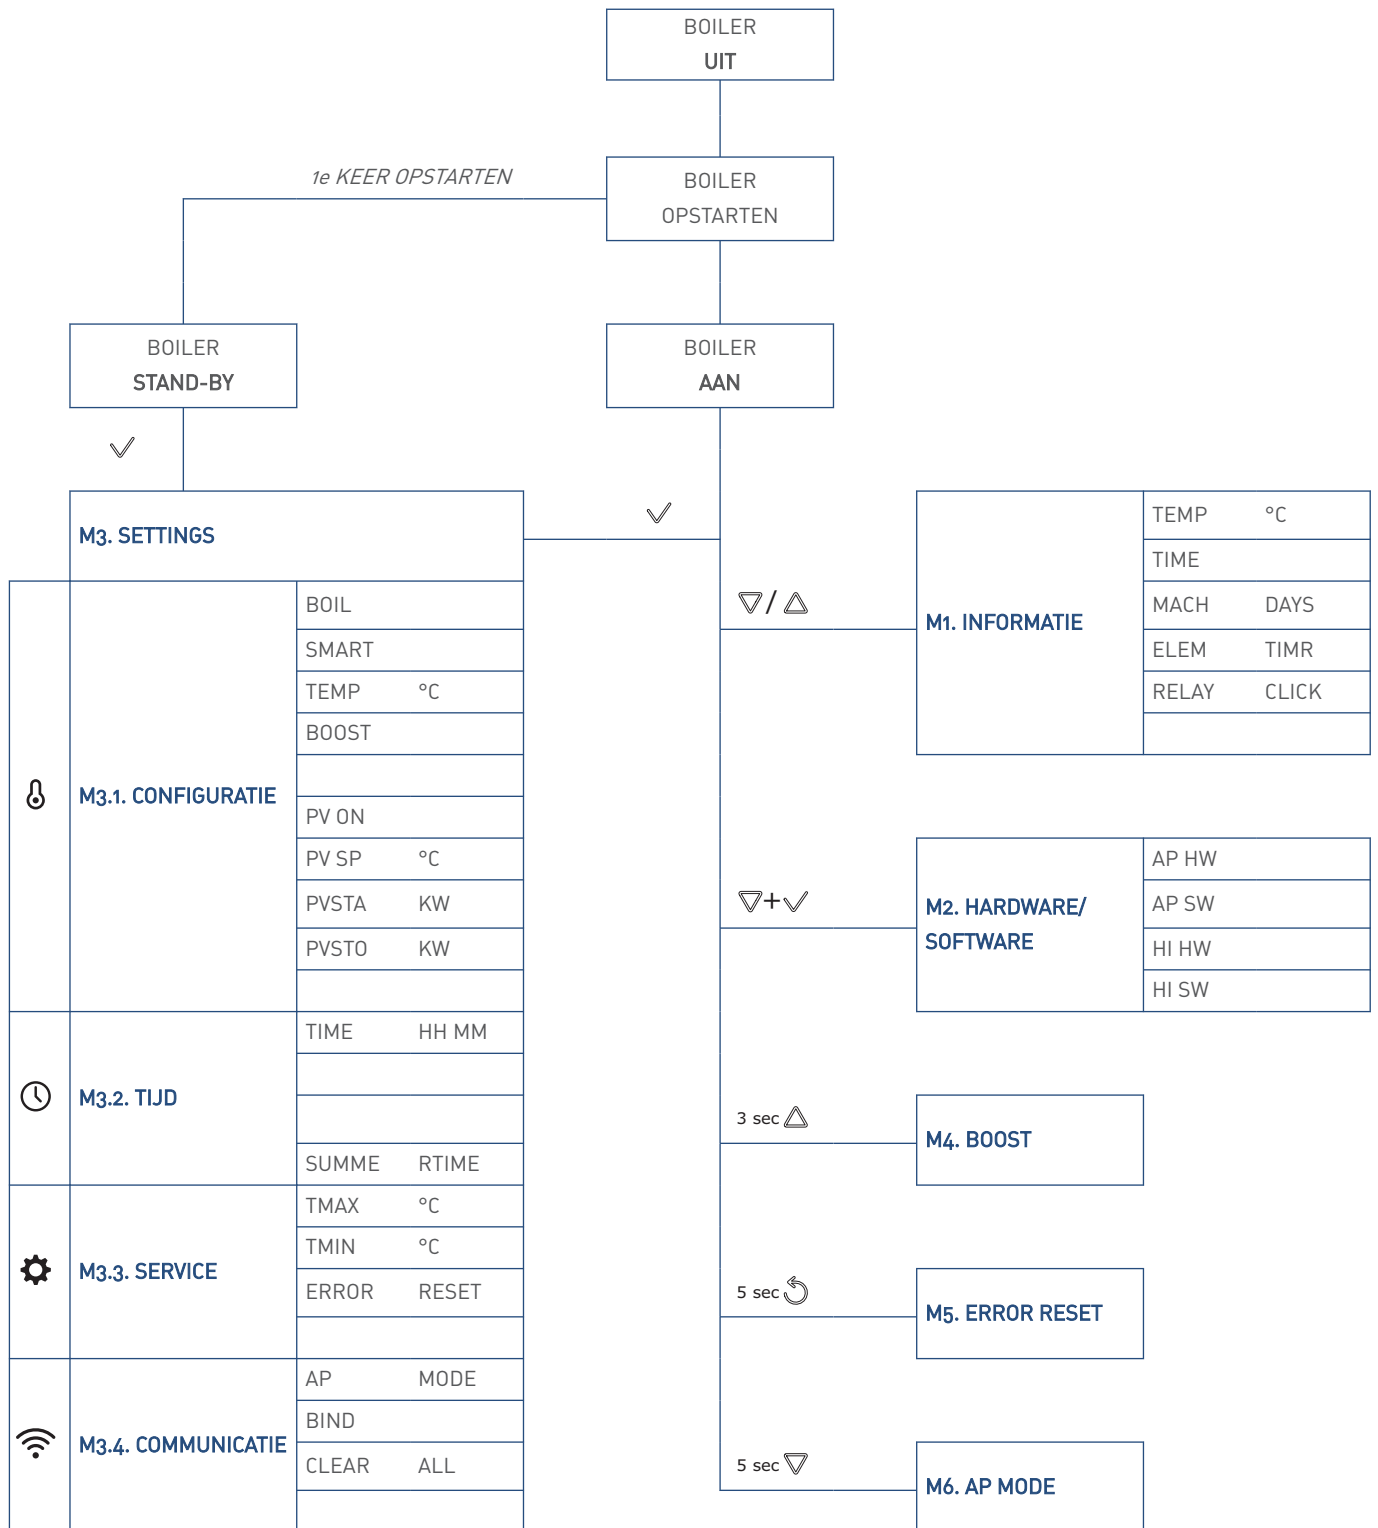 BOILER
UIT
1e KEER OPSTARTEN
BOILER
OPSTARTEN
BOILER
STAND-BY
BOILER
AAN
M3. SETTINGS
M3.1. CONFIGURATIE
BOIL
SMART
TEMP °C
BOOST
PV ON
PV SP °C
PVSTA KW
PVSTO KW
M3.2. TIJD
TIME HH MM
SUMME RTIME
M3.3. SERVICE
TMAX °C
TMIN °C
ERROR RESET
M3.4. COMMUNICATIE
AP MODE
BIND
CLEAR ALL
/
M1. INFORMATIE
TEMP °C
TIME
MACH DAYS
ELEM TIMR
RELAY CLICK
+
M2. HARDWARE/
SOFTWARE
AP HW
AP SW
HI HW
HI SW
3 sec
M4. BOOST
5 sec
M5. ERROR RESET
5 sec
M6. AP MODE